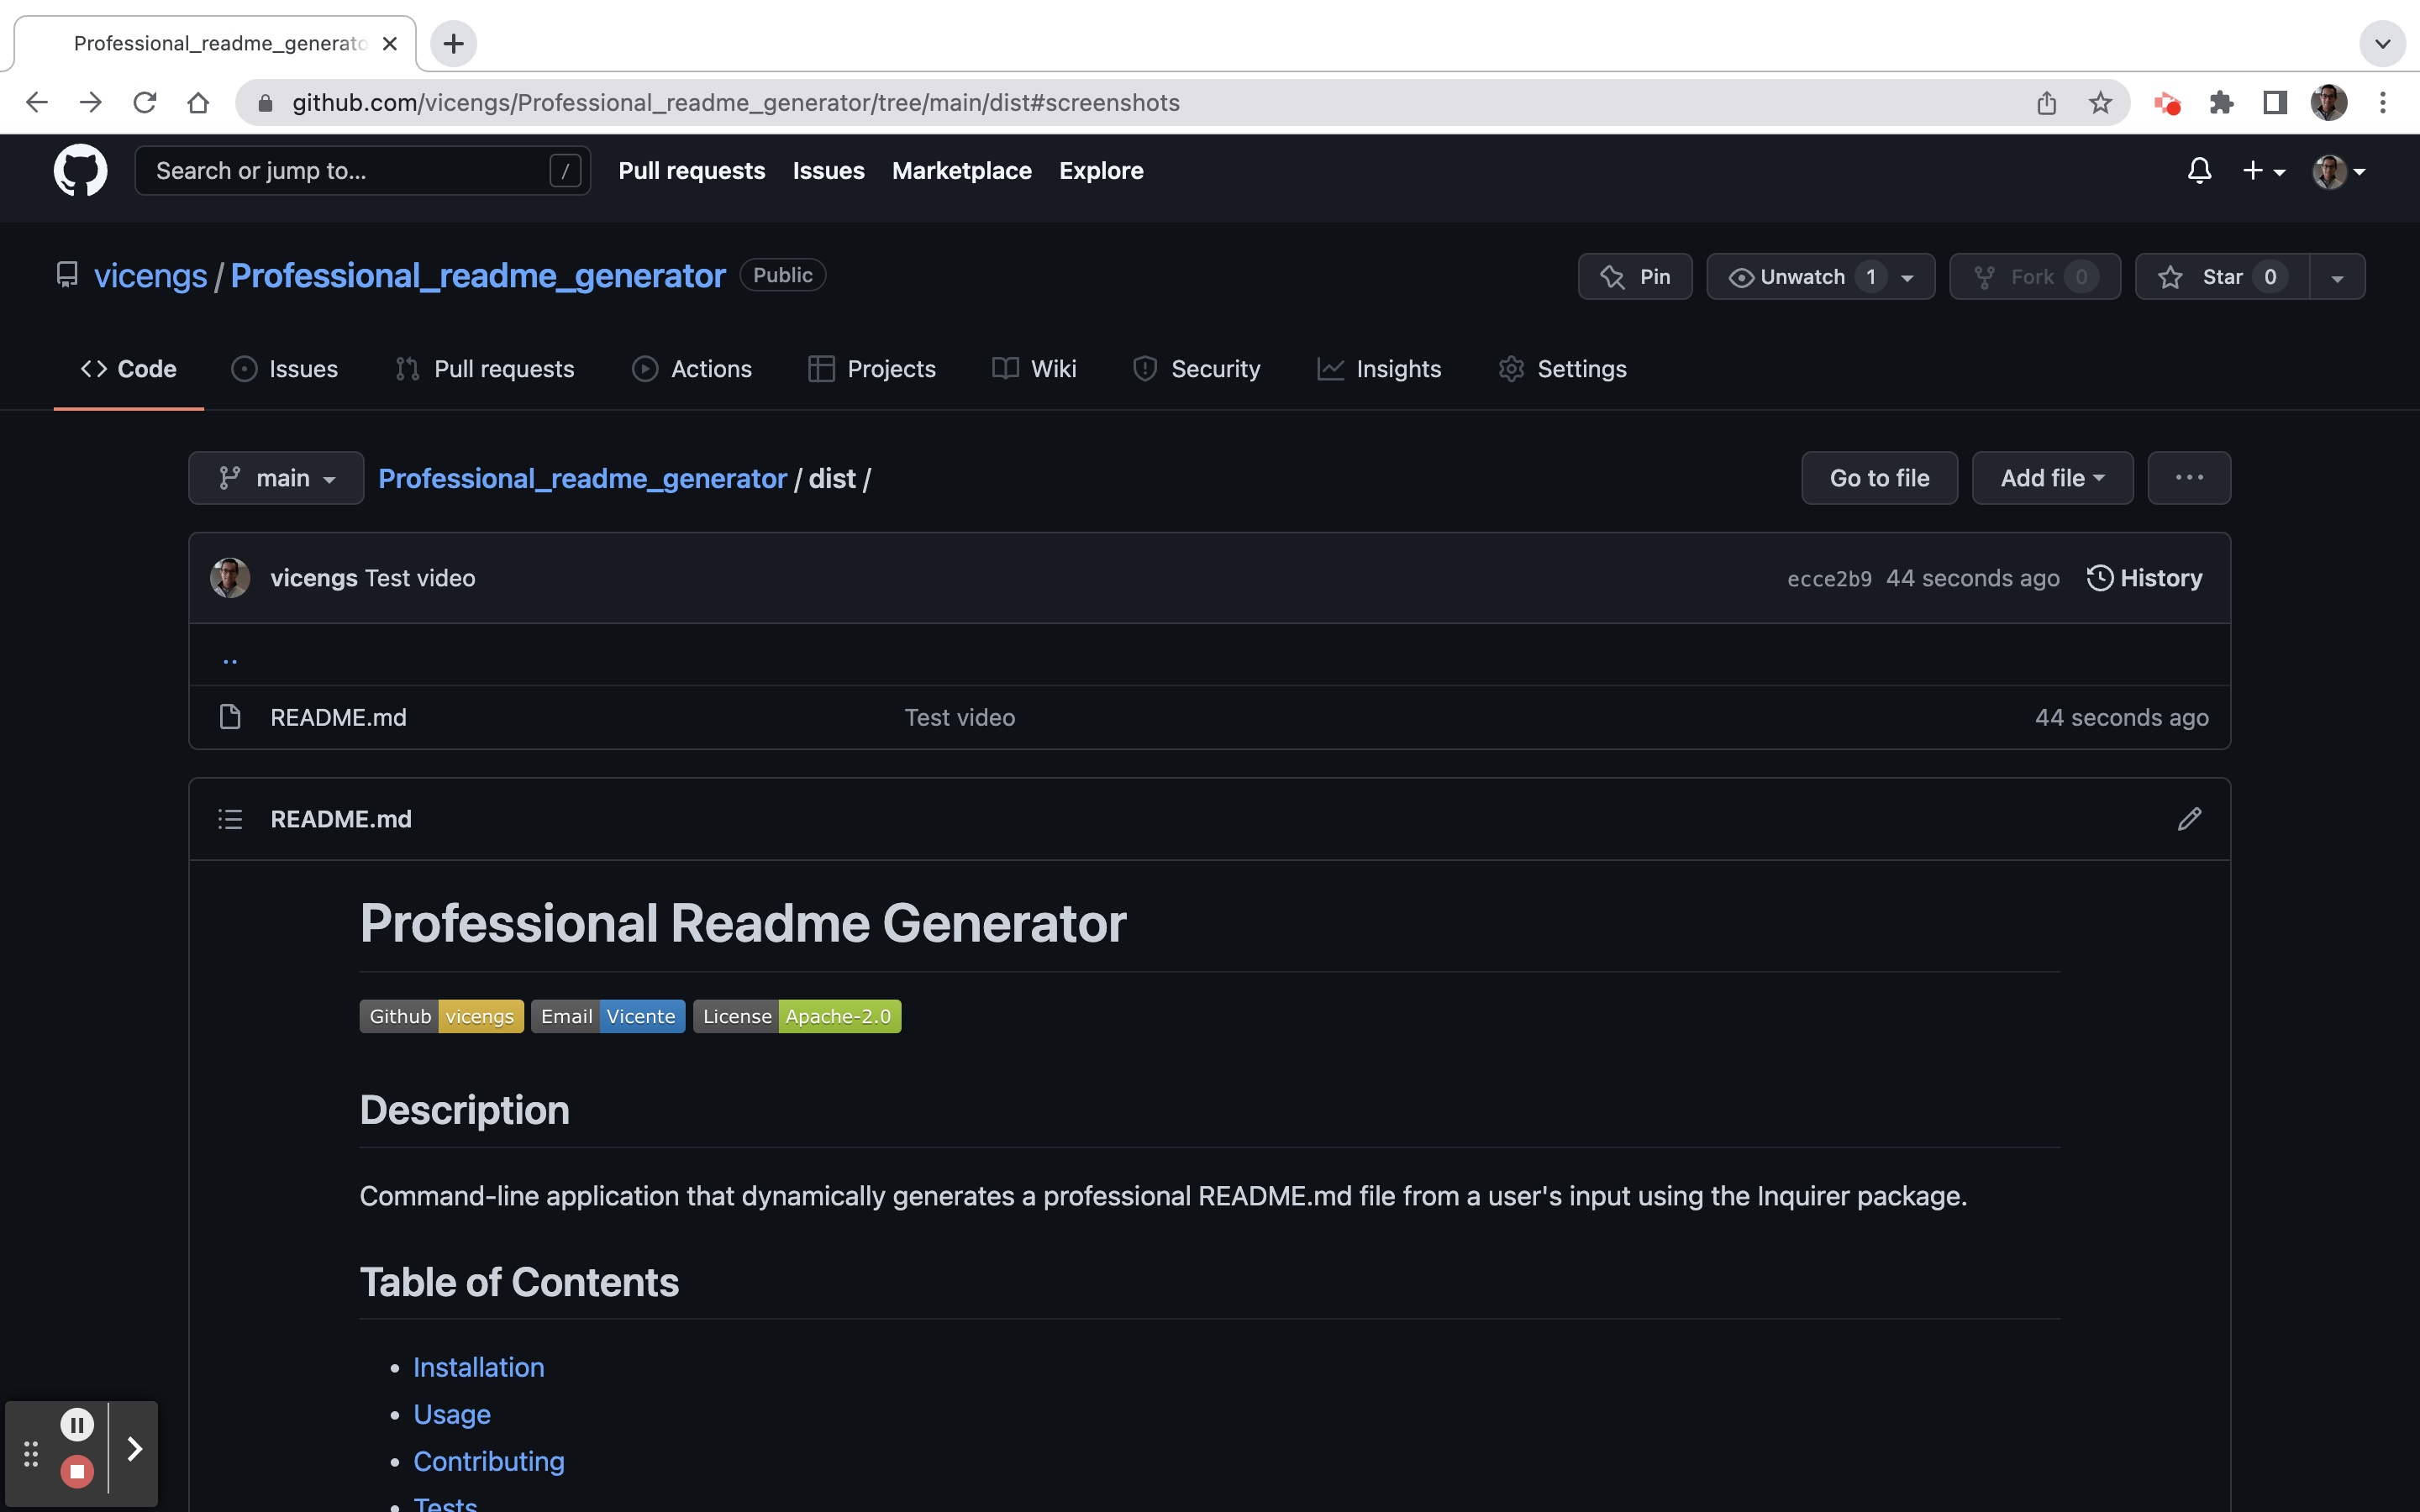 Professional_readme_generato
github.com/vicengs/Professional_readme_generator/tree/main/dist#screenshots
Search or jump to... / Pull requests Issues Marketplace Explore
vicengs / Professional_readme_generator Public Pin Unwatch 1 Fork 0 Star 0
Code Issues Pull requests Actions Projects Wiki Security Insights Settings
main Professional_readme_generator / dist / Go to file Add file ...
vicengs Test video ecce2b9 44 seconds ago History
..
README.md Test video 44 seconds ago
README.md
Professional Readme Generator
Github vicengs Email Vicente License Apache-2.0
Description
Command-line application that dynamically generates a professional README.md file from a user's input using the Inquirer package.
Table of Contents
• Installation
• Usage
• Contributing
• Tests